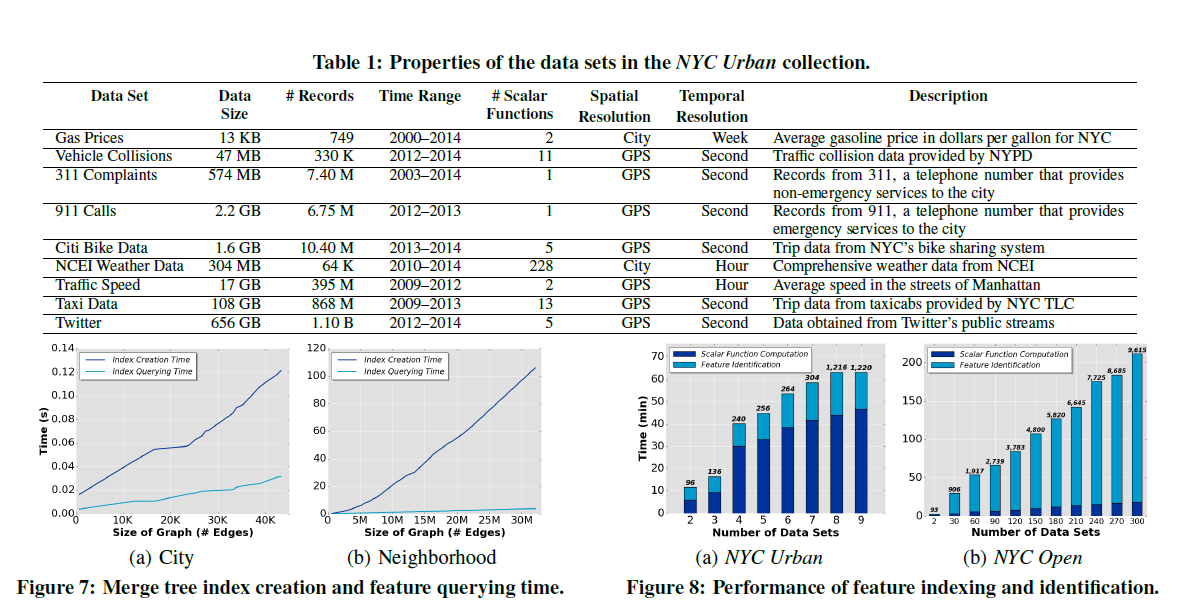 Table 1: Properties of the data sets in the NYC Urban collection.
Data Set Data Size # Records Time Range # Scalar Functions Spatial Resolution Temporal Resolution Description
Gas Prices 13 KB 749 2000–2014 2 City Week Average gasoline price in dollars per gallon for NYC
Vehicle Collisions 47 MB 330 K 2012–2014 11 GPS Second Traffic collision data provided by NYPD
311 Complaints 574 MB 7.40 M 2003–2014 1 GPS Second Records from 311, a telephone number that provides
non-emergency services to the city
911 Calls 2.2 GB 6.75 M 2012–2013 1 GPS Second Records from 911, a telephone number that provides
emergency services to the city
Citi Bike Data 1.6 GB 10.40 M 2013–2014 5 GPS Second Trip data from NYC's bike sharing system
NCEI Weather Data 304 MB 64 K 2010–2014 228 City Hour Comprehensive weather data from NCEI
Traffic Speed 17 GB 395 M 2009–2012 2 GPS Hour Average speed in the streets of Manhattan
Taxi Data 108 GB 868 M 2009–2013 13 GPS Second Trip data from taxicabs provided by NYC TLC
Twitter 656 GB 1.10 B 2012–2014 5 GPS Second Data obtained from Twitter's public streams
Index Creation Time
Index Querying Time
Time (s)
0.14
0.12
0.10
0.08
0.06
0.04
0.02
0.00
0 10K 20K 30K 40K
Size of Graph (# Edges)
(a) City
Index Creation Time
Index Querying Time
120
100
80
60
40
20
0
0 5M 10M 15M 20M 25M 30M
Size of Graph (# Edges)
(b) Neighborhood
Figure 7: Merge tree index creation and feature querying time.
Scalar Function Computation
Feature Identification
Time (min)
70
60
50
40
30
20
10
0
96 136 240 256 264 304 1,216 1,220
2 3 4 5 6 7 8 9
Number of Data Sets
(a) NYC Urban
Scalar Function Computation
Feature Identification
200
150
100
50
0
93 906 1,917 2,739 3,783 4,800 5,820 6,645 7,725 8,685 9,615
2 30 60 90 120 150 180 210 240 270 300
Number of Data Sets
(b) NYC Open
Figure 8: Performance of feature indexing and identification.